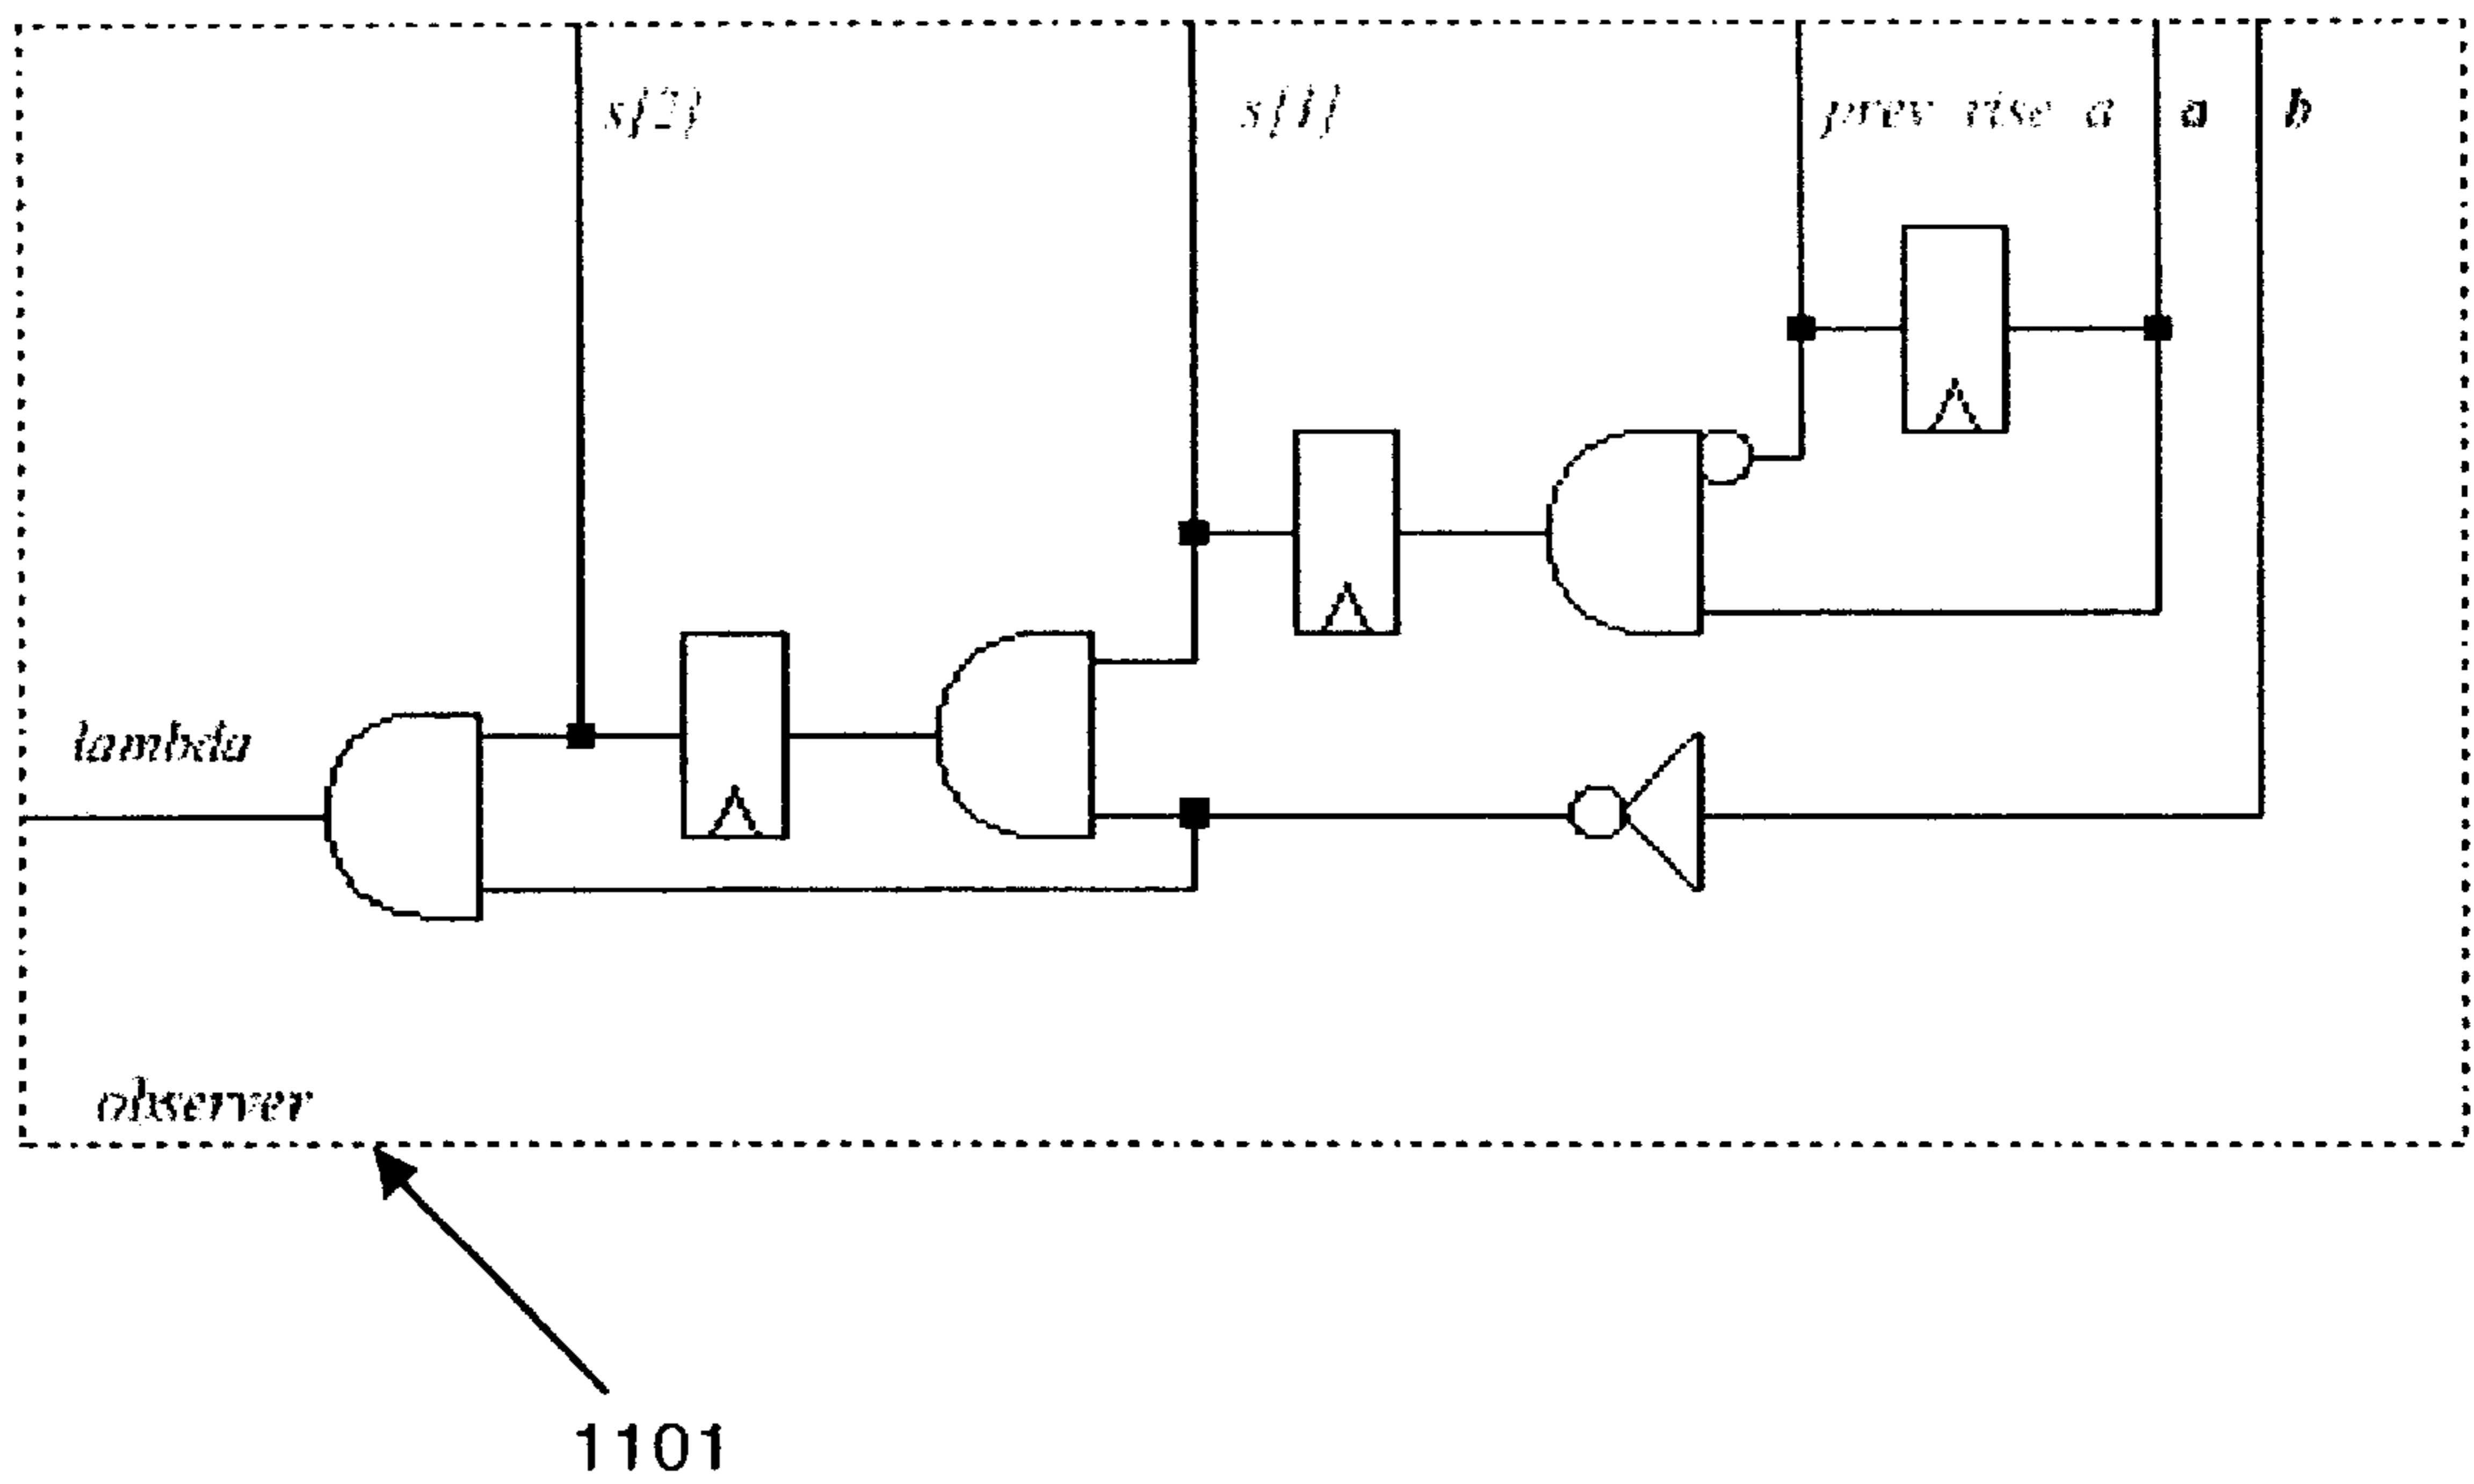 s[2]
s[1]
prev rise a
a
b
lambda
observer
1101